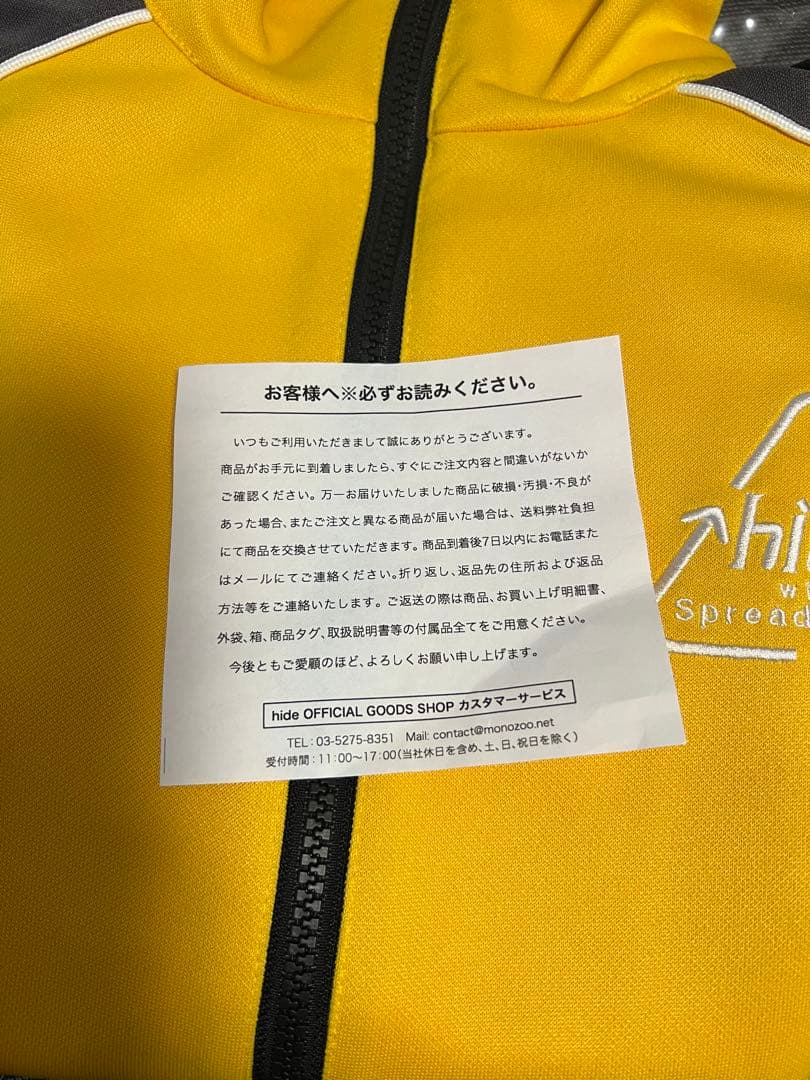 お客様へ※必ずお読みください。
いつもご利用いただきまして誠にありがとうございます。
商品がお手元に到着しましたら、すぐにご注文内容と間違いがないか
ご確認ください。万一お届けいたしました商品に破損・汚損・不良が
あった場合、またご注文と異なる商品が届いた場合は、送料弊社負担
にて商品を交換させていただきます。商品到着後7日以内にお電話また
はメールにてご連絡ください。折り返し、返品先の住所および返品
方法等をご連絡いたします。ご返送の際は商品、お買い上げ明細書、
外袋、箱、商品タグ、取扱説明書等の付属品全てをご用意ください。
今後ともご愛顧のほど、よろしくお願い申し上げます。
hide OFFICIAL GOODS SHOP カスタマーサービス
TEL : 03-5275-8351 Mail: contact@monozoo.net
受付時間 : 11:00〜17:00(当社休日を含め、土、日、祝日を除く)
Spread